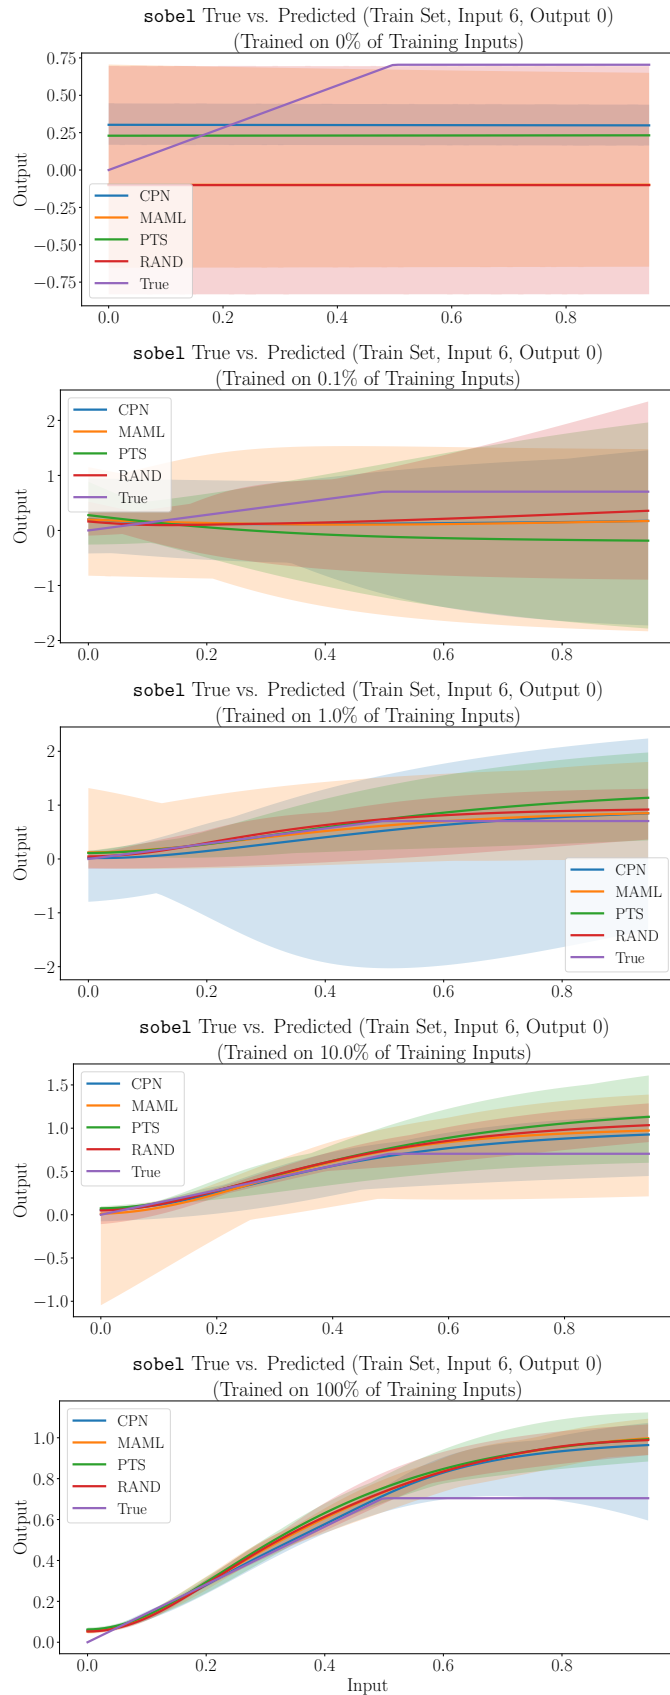 sobel True vs. Predicted (Train Set, Input 6, Output 0)
(Trained on 0% of Training Inputs)
0.75
0.50
0.25
0.00
−0.25
−0.50
−0.75
Output
CPN
MAML
PTS
RAND
True
0.0
0.2
0.4
0.6
0.8
sobel True vs. Predicted (Train Set, Input 6, Output 0)
(Trained on 0.1% of Training Inputs)
2
1
0
−1
−2
Output
CPN
MAML
PTS
RAND
True
0.0
0.2
0.4
0.6
0.8
sobel True vs. Predicted (Train Set, Input 6, Output 0)
(Trained on 1.0% of Training Inputs)
2
1
0
−1
−2
Output
CPN
MAML
PTS
RAND
True
0.0
0.2
0.4
0.6
0.8
sobel True vs. Predicted (Train Set, Input 6, Output 0)
(Trained on 10.0% of Training Inputs)
1.5
1.0
0.5
0.0
−0.5
−1.0
Output
CPN
MAML
PTS
RAND
True
0.0
0.2
0.4
0.6
0.8
sobel True vs. Predicted (Train Set, Input 6, Output 0)
(Trained on 100% of Training Inputs)
1.0
0.8
0.6
0.4
0.2
0.0
Output
CPN
MAML
PTS
RAND
True
0.0
0.2
0.4
0.6
0.8
Input